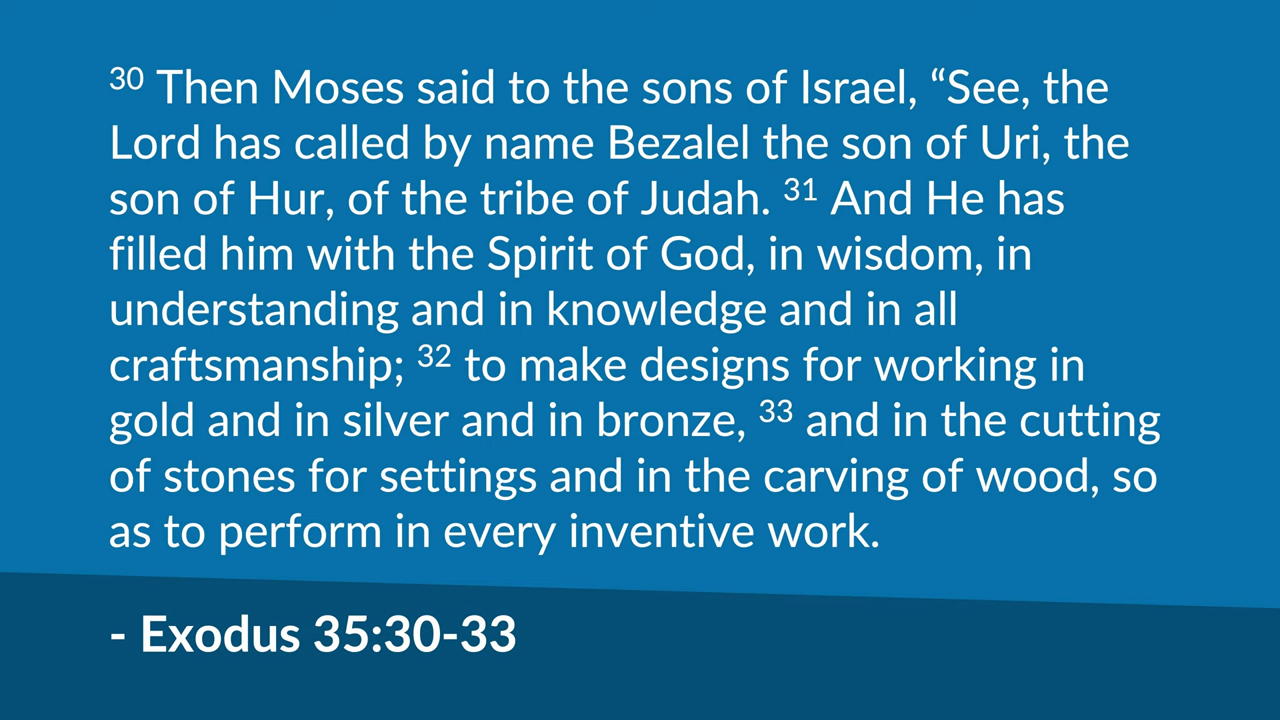 30 Then Moses said to the sons of Israel, “See, the
Lord has called by name Bezalel the son of Uri, the
son of Hur, of the tribe of Judah. 31 And He has
filled him with the Spirit of God, in wisdom, in
understanding and in knowledge and in all
craftsmanship; 32 to make designs for working in
gold and in silver and in bronze, 33 and in the cutting
of stones for settings and in the carving of wood, so
as to perform in every inventive work.
- Exodus 35:30-33